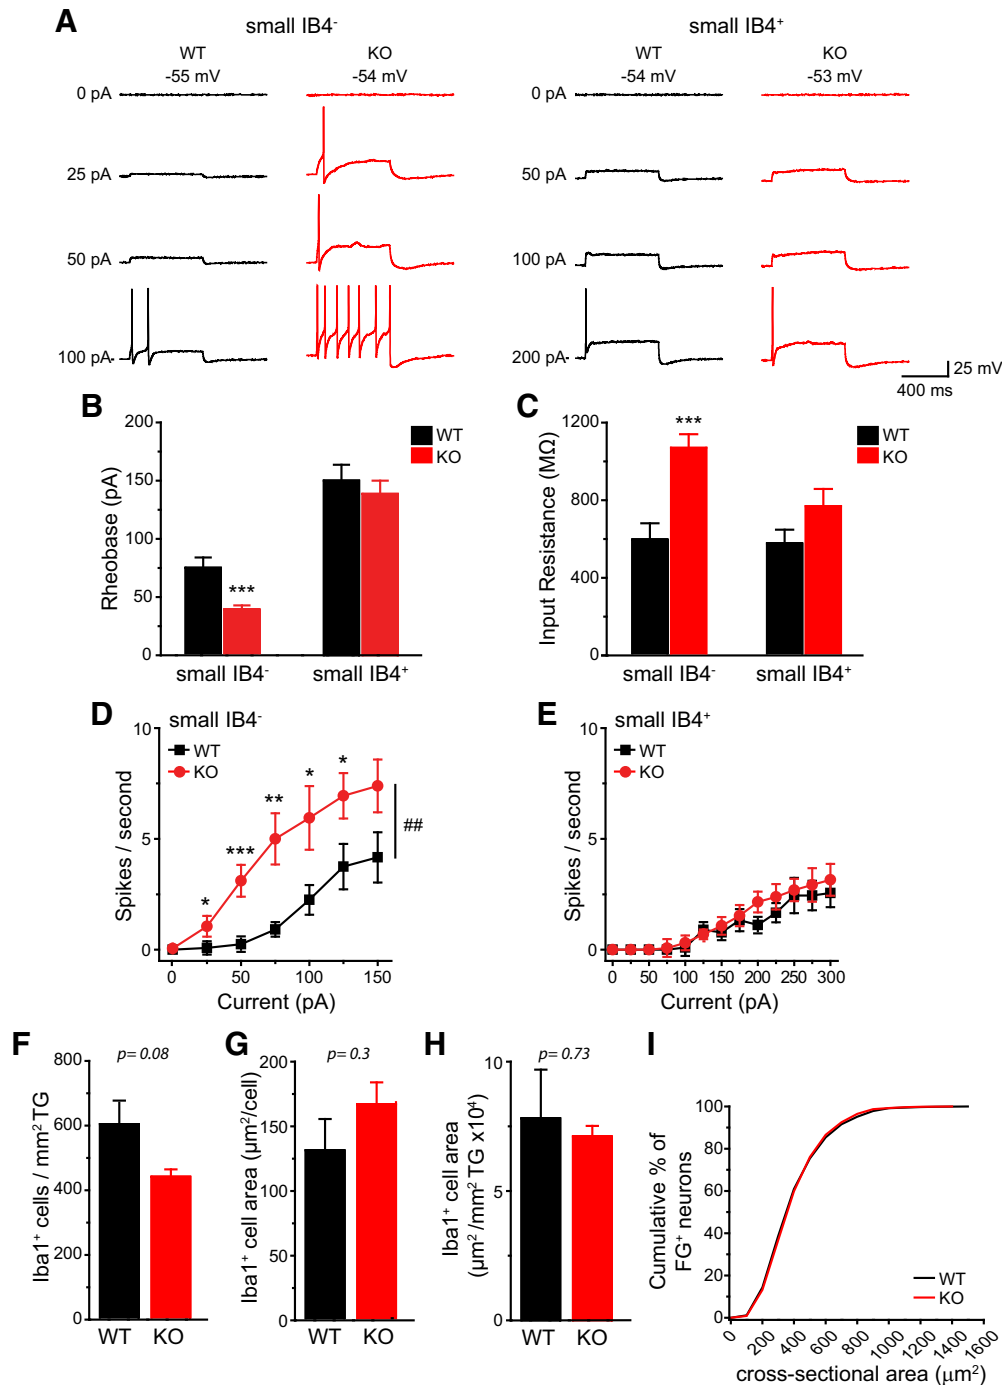 A
small IB4⁻
small IB4⁺
WT
KO
WT
KO
-55 mV
-54 mV
-54 mV
-53 mV
0 pA
0 pA
25 pA
50 pA
50 pA
100 pA
100 pA
200 pA
25 mV
400 ms
B
200
150
100
50
0
Rheobase (pA)
WT
KO
***
small IB4⁻
small IB4⁺
C
1200
800
400
0
Input Resistance (MΩ)
***
WT
KO
small IB4⁻
small IB4⁺
D
small IB4⁻
WT
KO
10
5
0
Spikes / second
*
***
**
*
*
##
0
50
100
150
Current (pA)
E
small IB4⁺
WT
KO
10
5
0
Spikes / second
0
50
100
150
200
250
300
Current (pA)
F
p= 0.08
800
600
400
200
0
Iba1⁺ cells / mm² TG
WT
KO
G
p= 0.3
200
150
100
50
0
Iba1⁺ cell area (μm²/cell)
WT
KO
H
p= 0.73
10
5
0
Iba1⁺ cell area
(μm²/mm² TG x10⁴)
WT
KO
I
100
80
60
40
20
0
Cumulative % of
FG⁺ neurons
WT
KO
0
200
400
600
800
1000
1200
1400
1600
cross-sectional area (μm²)